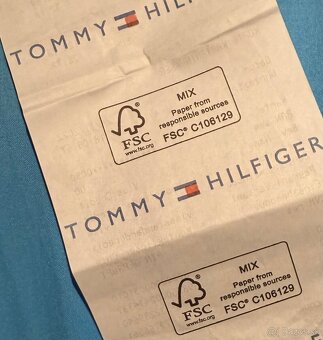 TOMMY HILF
FSC
www.fsc.org
MIX
Paper from
responsible sources
FSC® C106129
TOMMY HILFIGER
FSC
www.fsc.org
MIX
Paper from
responsible sources
FSC® C106129